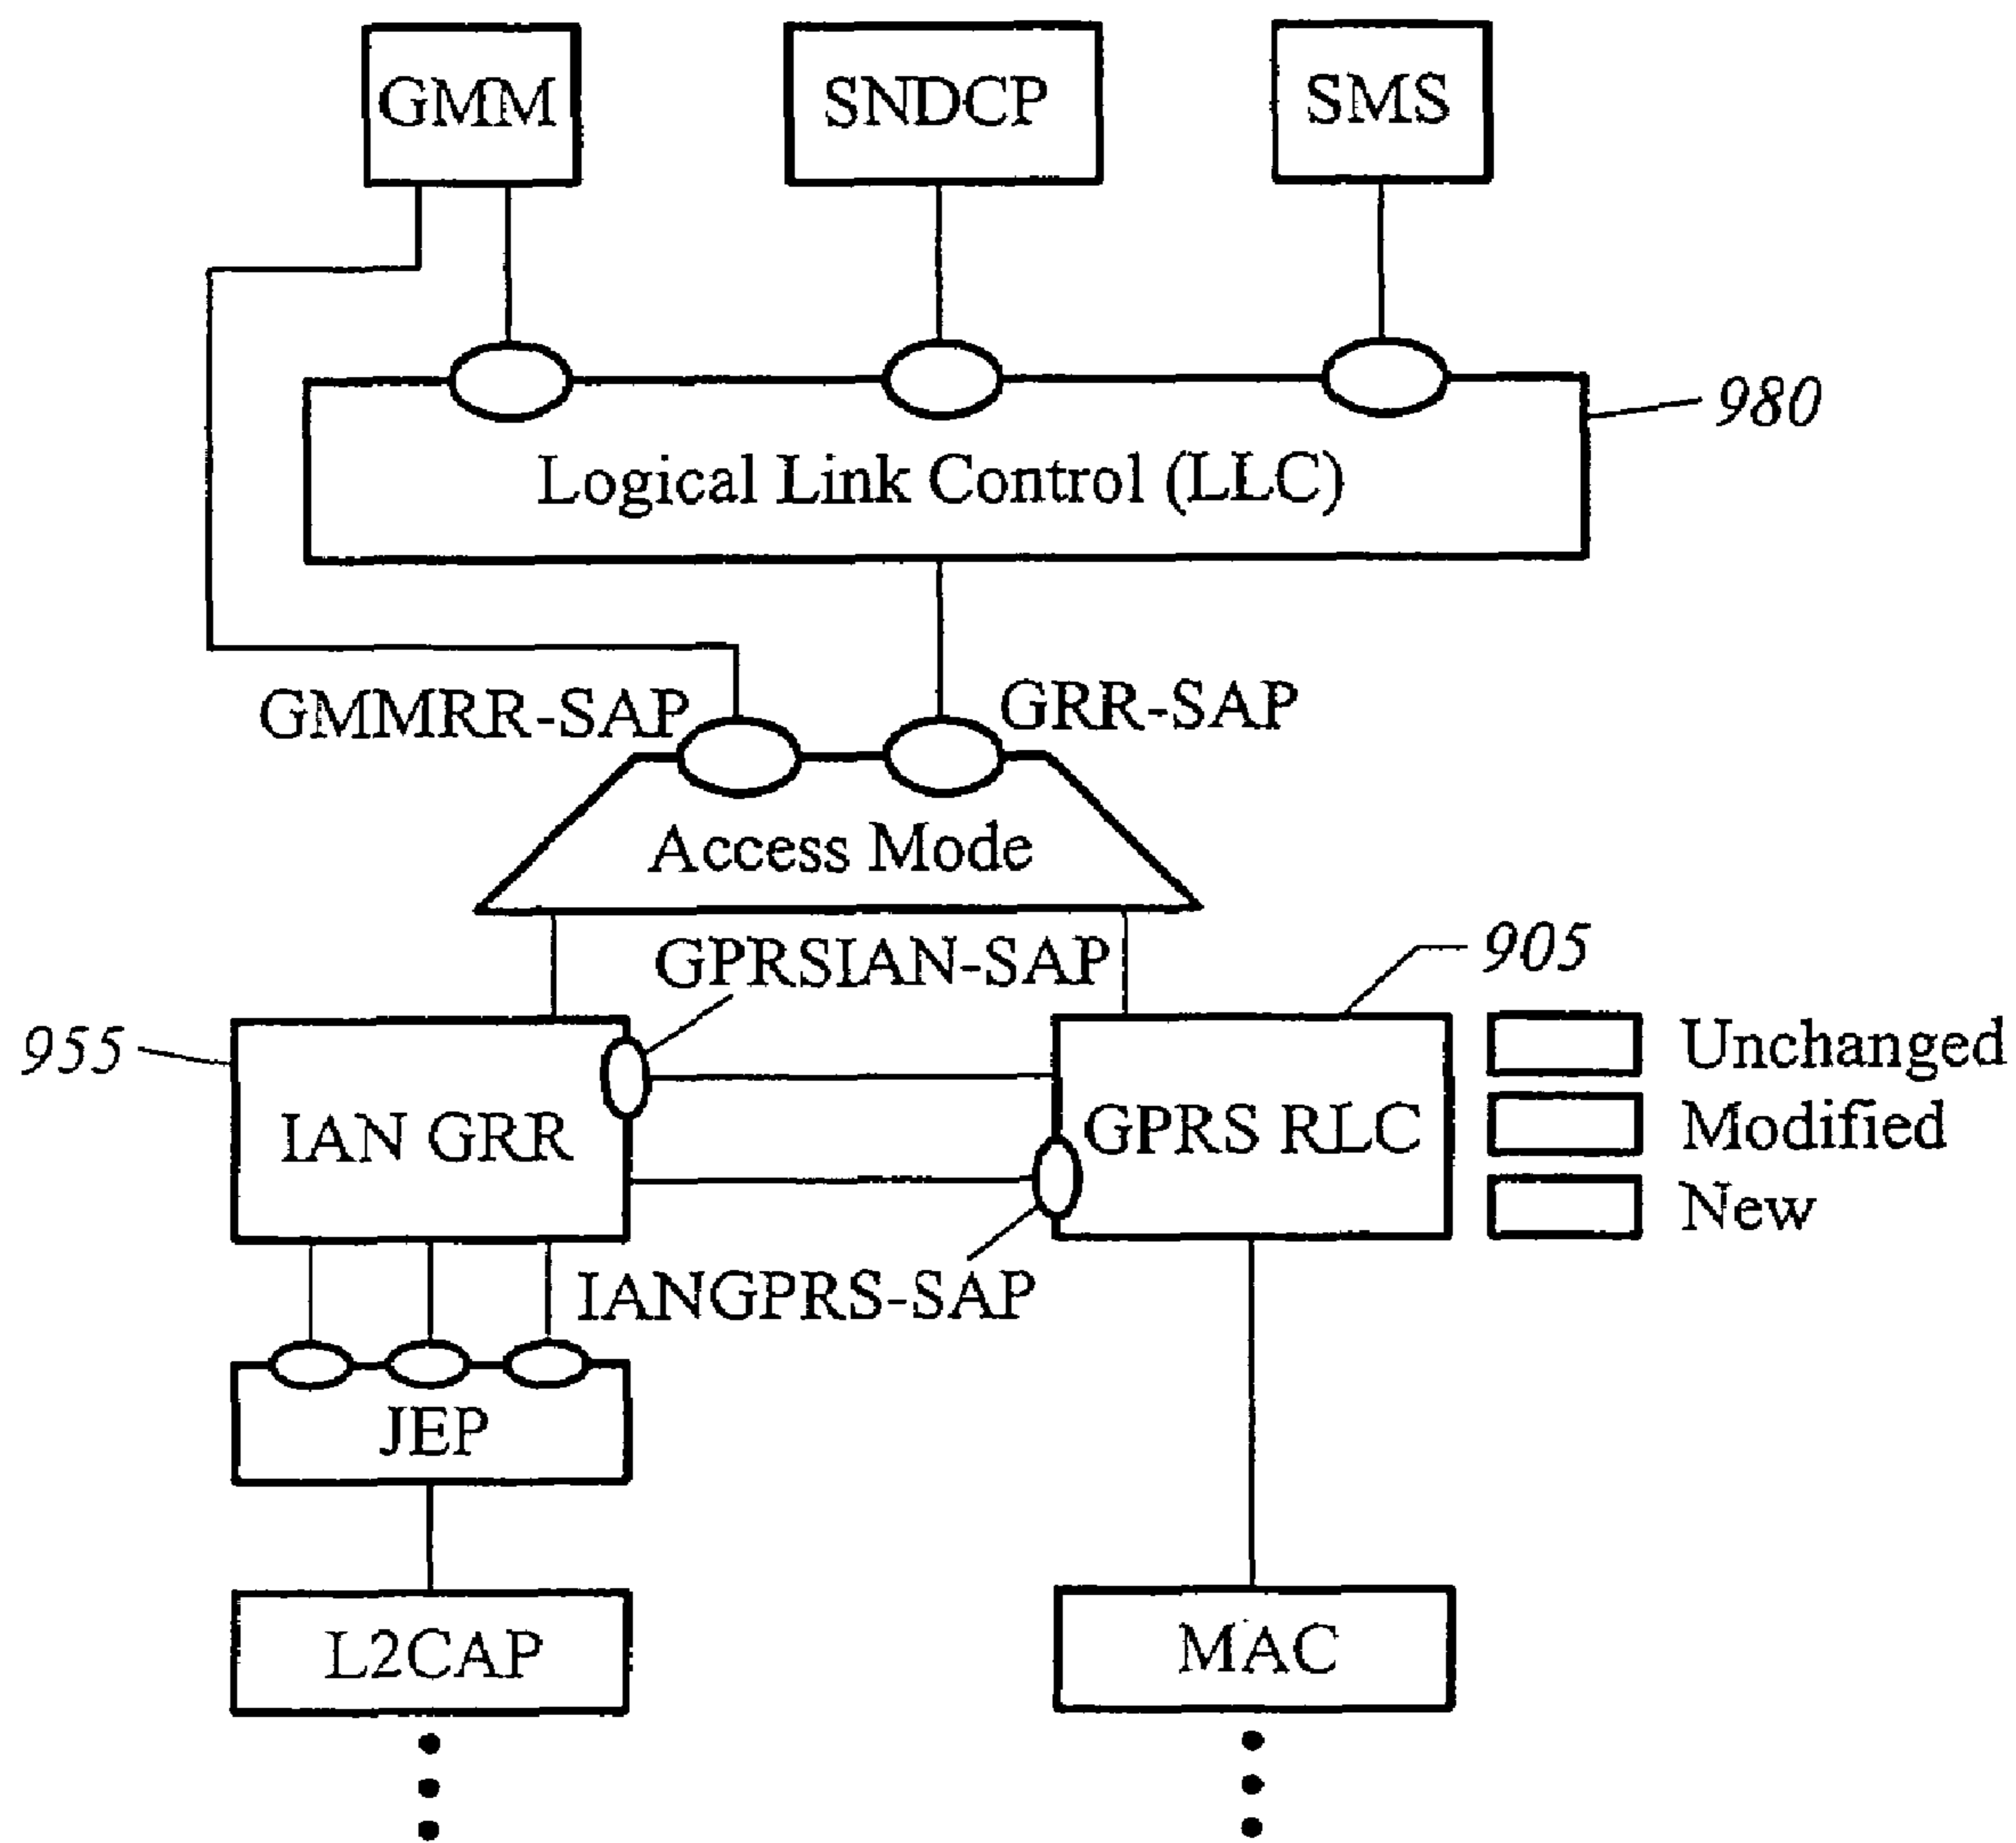 GMM
SNDCP
SMS
980
Logical Link Control (LLC)
GMMRR-SAP
GRR-SAP
Access Mode
GPRSIAN-SAP
905
955
Unchanged
IAN GRR
GPRS RLC
Modified
New
IANGPRS-SAP
JEP
L2CAP
MAC